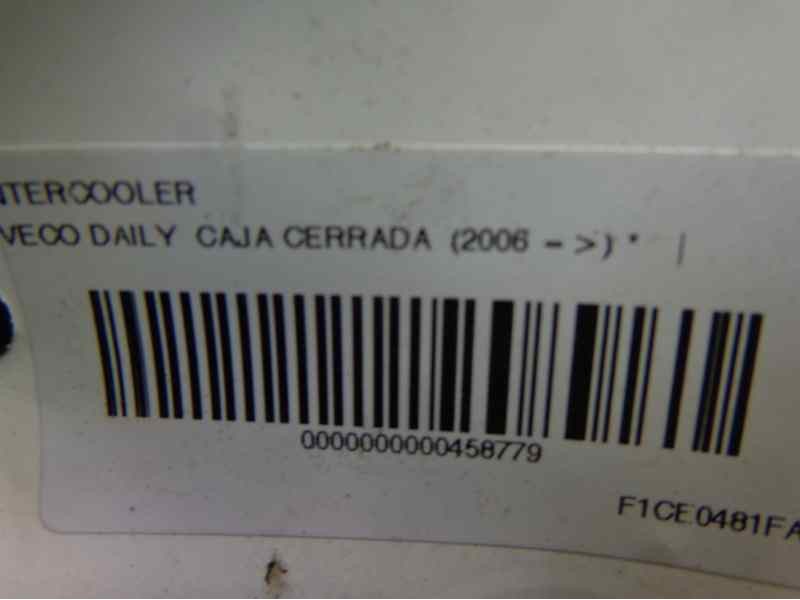 NTERCOOLER
VECO DAILY CAJA CERRADA (2006 - >) * |
0000000000458779
F1CE0481FA